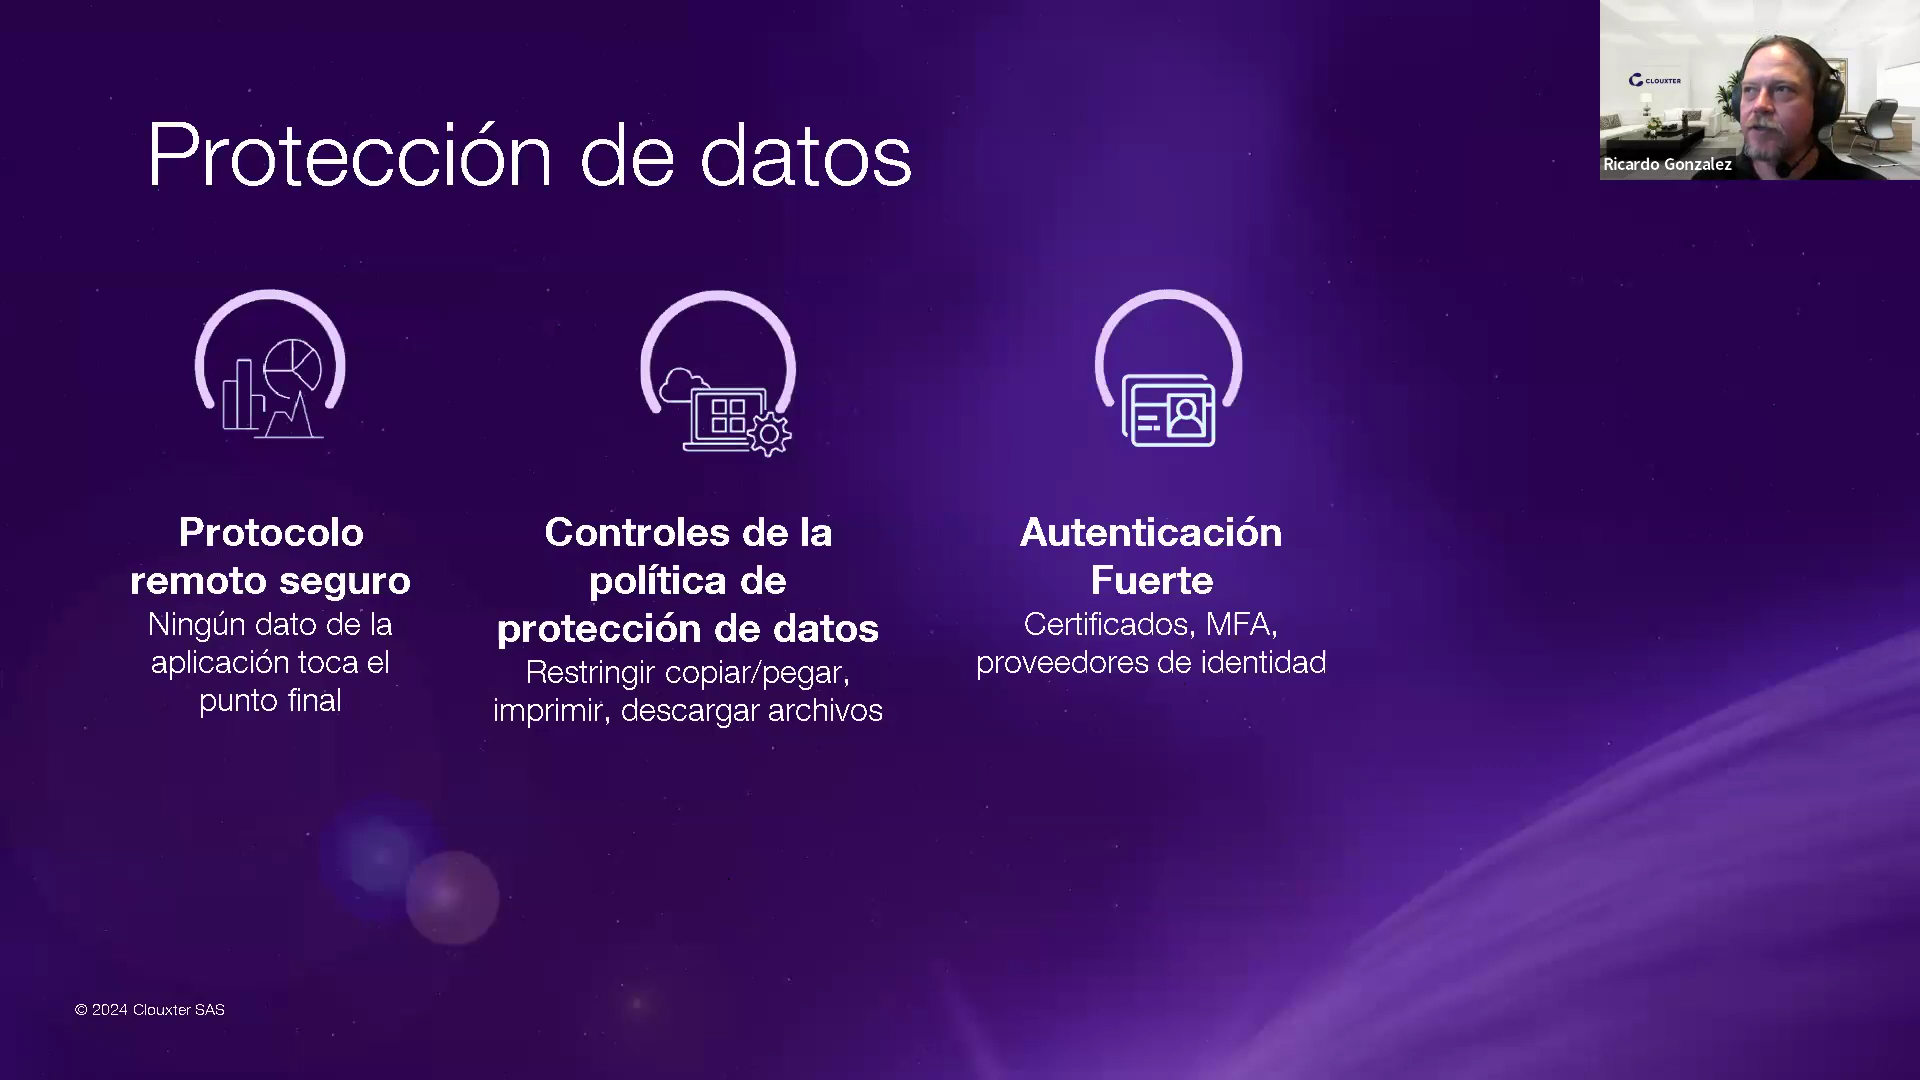 Protección de datos
CLOUXTER
Ricardo Gonzalez
Protocolo
remoto seguro
Ningún dato de la
aplicación toca el
punto final
Controles de la
política de
protección de datos
Restringir copiar/pegar,
imprimir, descargar archivos
Autenticación
Fuerte
Certificados, MFA,
proveedores de identidad
© 2024 Clouxter SAS